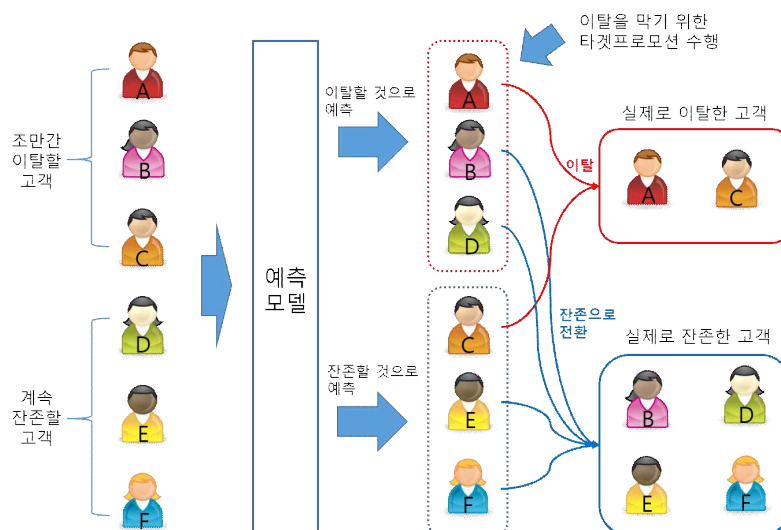 조만간
이탈할
고객
계속
잔존할
고객
A
B
C
D
E
F
예측
모델
이탈할 것으로
예측
잔존할 것으로
예측
A
B
D
C
E
F
이탈을 막기 위한
타겟프로모션 수행
이탈
잔존으로
전환
실제로 이탈한 고객
A
C
실제로 잔존한 고객
B
D
E
F